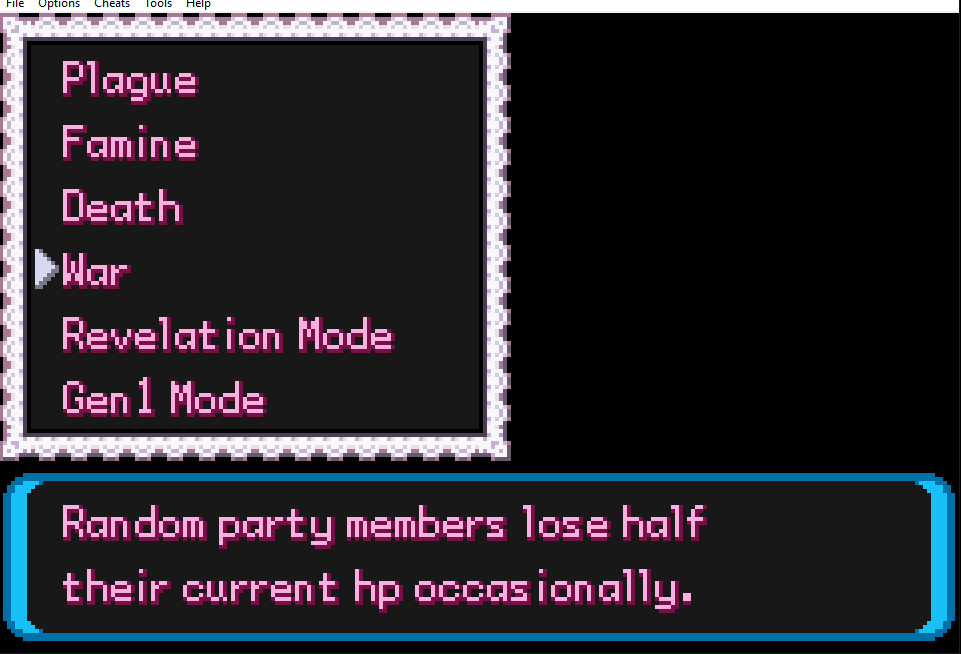 File Options Cheats Tools Help
Plague
Famine
Death
War
Revelation Mode
Gen1 Mode
Random party members lose half
their current hp occasionally.